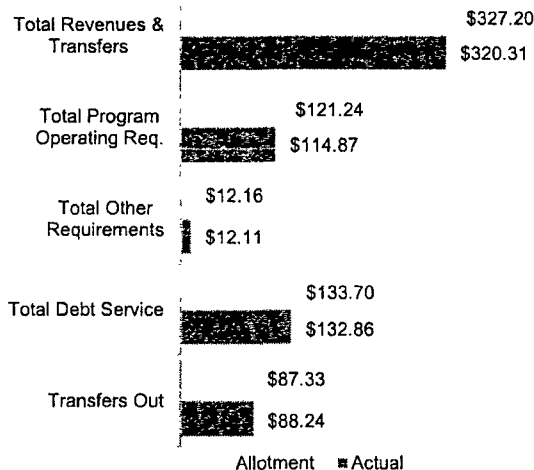 Total Revenues &
Transfers
$327.20
$320.31
Total Program
Operating Req.
$121.24
$114.87
Total Other
Requirements
$12.16
$12.11
Total Debt Service
$133.70
$132.86
Transfers Out
$87.33
$88.24
Allotment Actual